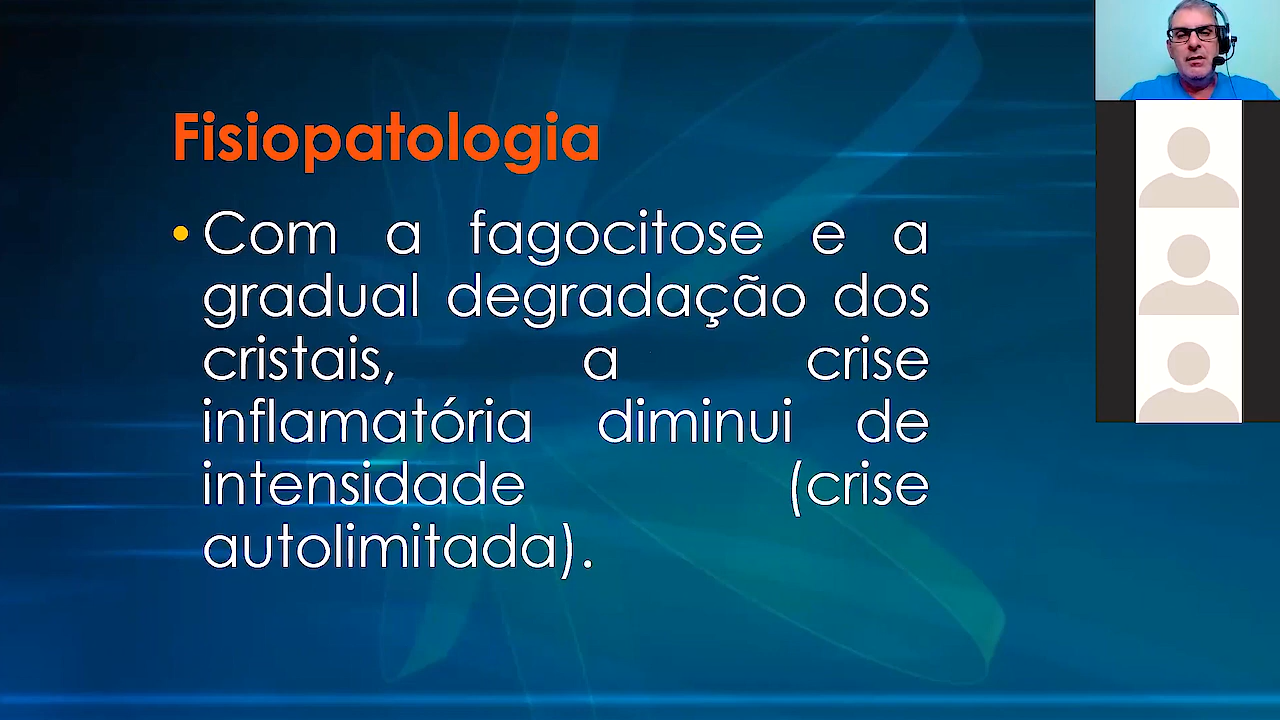 Fisiopatologia
• Com a fagocitose e a
gradual degradação dos
cristais, a crise
inflamatória diminui de
intensidade (crise
autolimitada).